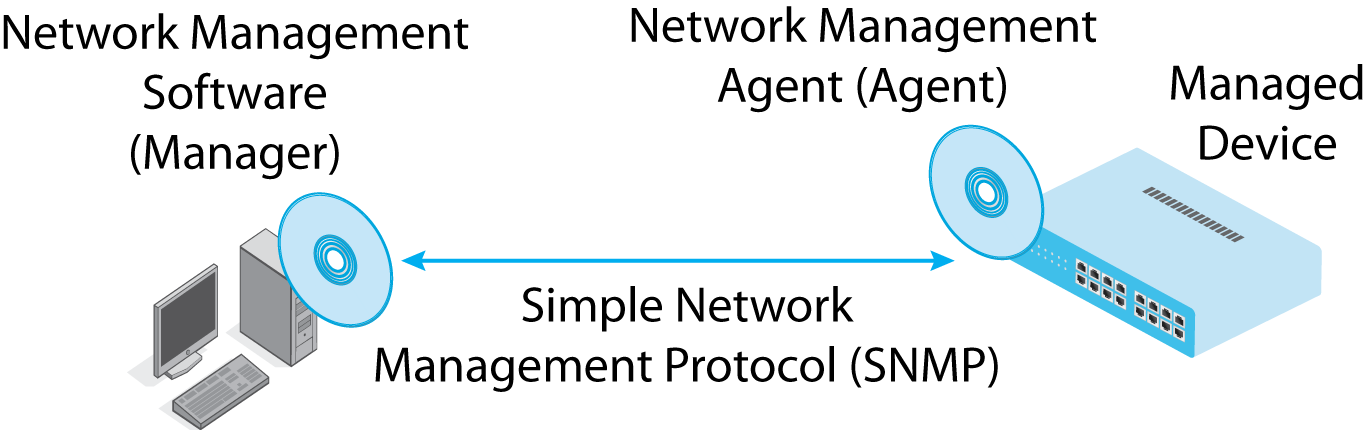 Network Management
Software
(Manager)
Network Management
Agent (Agent)
Managed
Device
Simple Network
Management Protocol (SNMP)